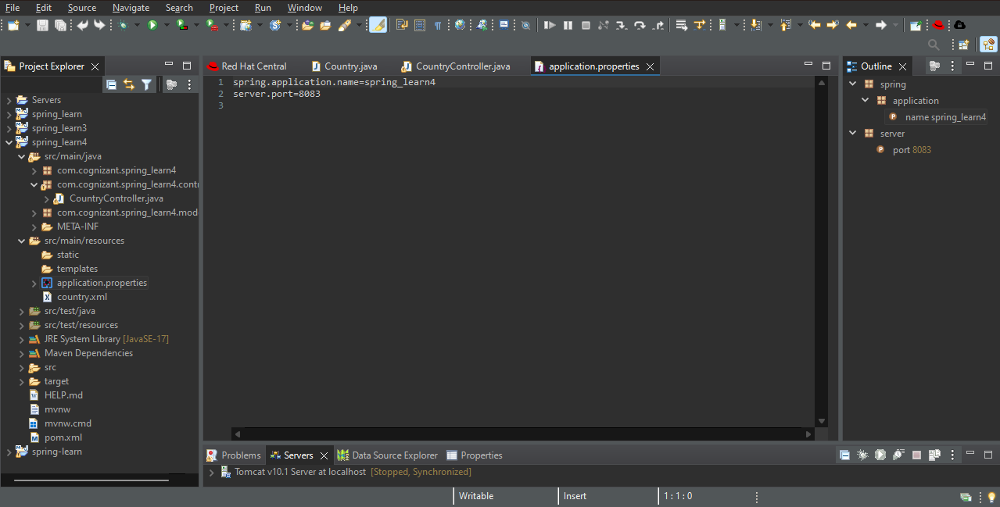 File Edit Source Navigate Search Project Run Window Help
Project Explorer
Servers
spring_learn
spring_learn3
spring_learn4
src/main/java
com.cognizant.spring_learn4
com.cognizant.spring_learn4.contr
CountryController.java
com.cognizant.spring_learn4.mod
META-INF
src/main/resources
static
templates
application.properties
country.xml
src/test/java
src/test/resources
JRE System Library [JavaSE-17]
Maven Dependencies
src
target
HELP.md
mvnw
mvnw.cmd
pom.xml
spring-learn
Red Hat Central Country.java CountryController.java application.properties
1 spring.application.name=spring_learn4
2 server.port=8083
3
Outline
spring
application
name spring_learn4
server
port 8083
Problems Servers Data Source Explorer Properties
Tomcat v10.1 Server at localhost [Stopped, Synchronized]
Writable Insert 1 : 1 : 0